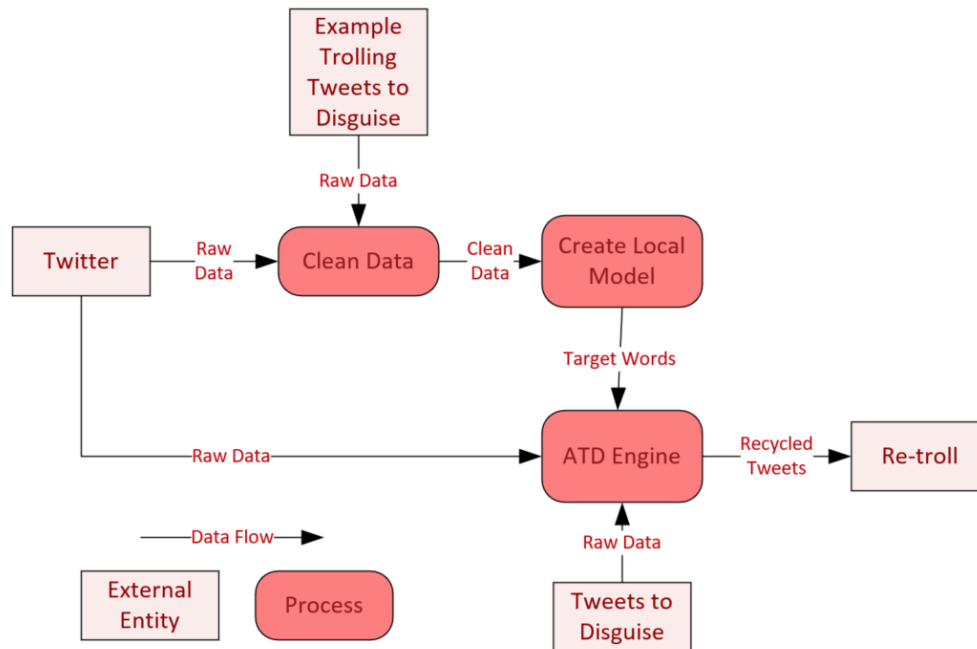 Example
Trolling
Tweets to
Disguise
Raw Data
Twitter
Raw
Data
Clean Data
Clean
Data
Create Local
Model
Target Words
Raw Data
ATD Engine
Recycled
Tweets
Re-troll
Data Flow
Raw Data
External
Entity
Process
Tweets to
Disguise